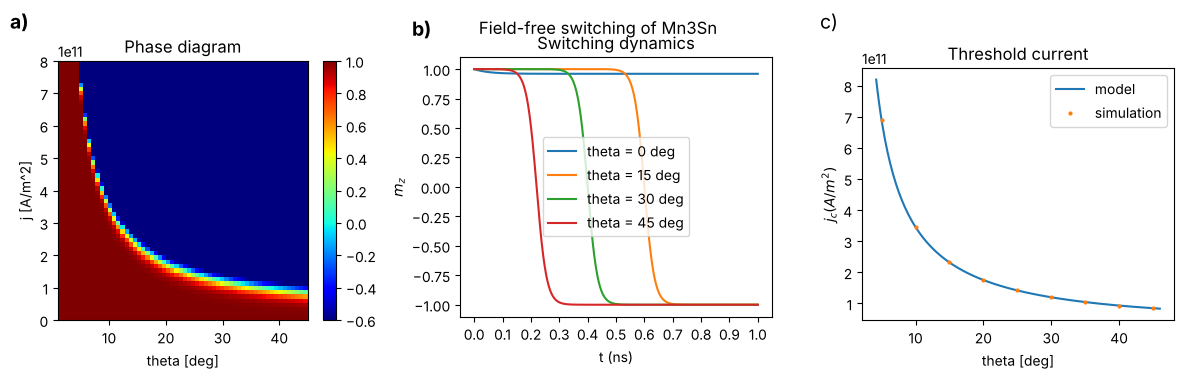 a)
Phase diagram
1e11
8
7
6
5
4
3
2
1
0
j [A/m^2]
10
20
30
40
theta [deg]
1.0
0.8
0.6
0.4
0.2
0.0
−0.2
−0.4
−0.6
b)
Field-free switching of Mn3Sn
Switching dynamics
1.00
0.75
0.50
0.25
0.00
−0.25
−0.50
−0.75
−1.00
m_z
theta = 0 deg
theta = 15 deg
theta = 30 deg
theta = 45 deg
0.0 0.1 0.2 0.3 0.4 0.5 0.6 0.7 0.8 0.9 1.0
t (ns)
c)
Threshold current
1e11
8
7
6
5
4
3
2
1
j_c(A/m^2)
model
simulation
10
20
30
40
theta [deg]